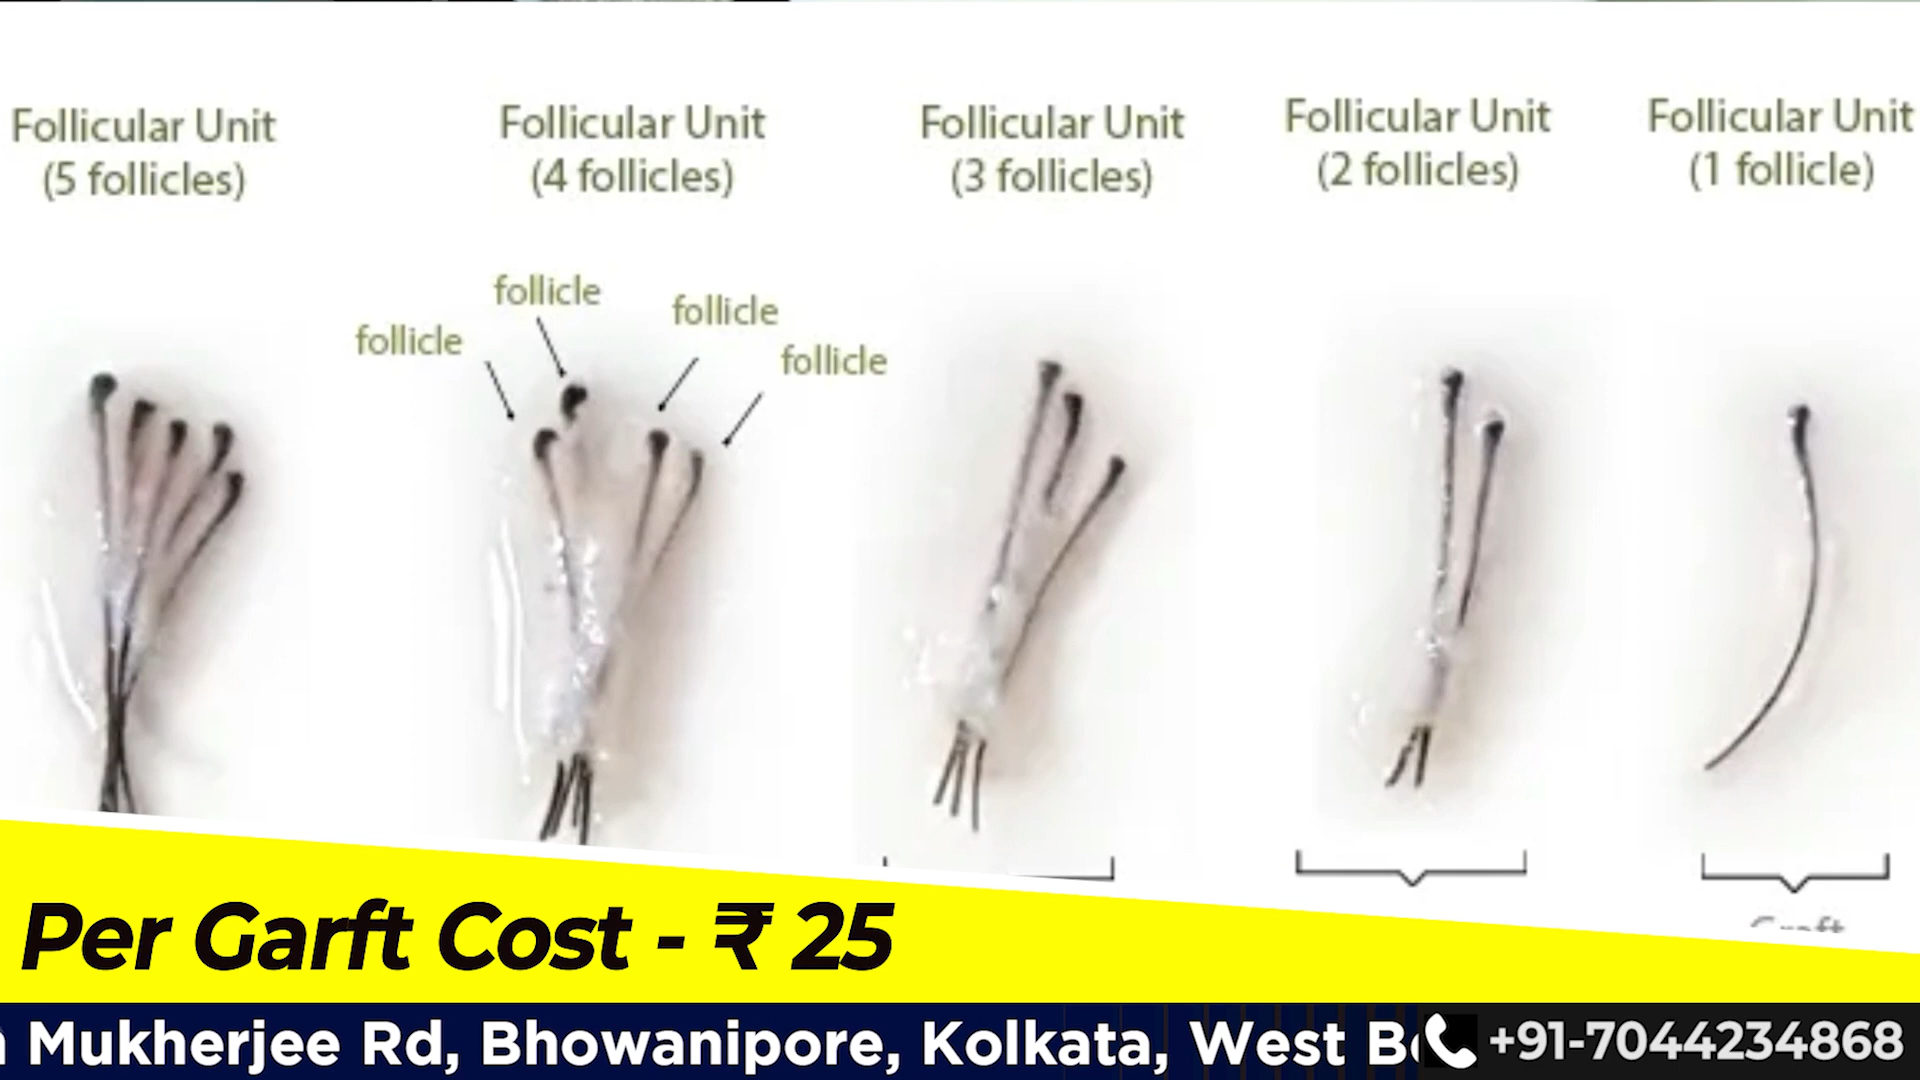 Follicular Unit
(5 follicles)
Follicular Unit
(4 follicles)
Follicular Unit
(3 follicles)
Follicular Unit
(2 follicles)
Follicular Unit
(1 follicle)
follicle
follicle
follicle
follicle
Per Garft Cost - ₹ 25
Mukherjee Rd, Bhowanipore, Kolkata, West
+91-7044234868